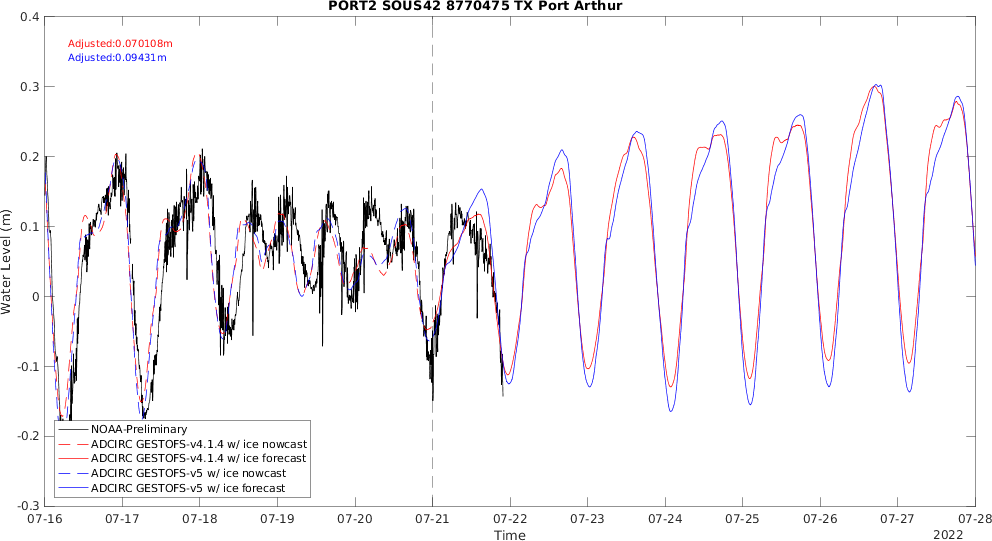 PORT2 SOUS42 8770475 TX Port Arthur
0.4
0.3
0.2
0.1
0
-0.1
-0.2
-0.3
Water Level (m)
Adjusted:0.070108m
Adjusted:0.09431m
NOAA-Preliminary
ADCIRC GESTOFS-v4.1.4 w/ ice nowcast
ADCIRC GESTOFS-v4.1.4 w/ ice forecast
ADCIRC GESTOFS-v5 w/ ice nowcast
ADCIRC GESTOFS-v5 w/ ice forecast
07-16 07-17 07-18 07-19 07-20 07-21 07-22 07-23 07-24 07-25 07-26 07-27 07-28
Time
2022